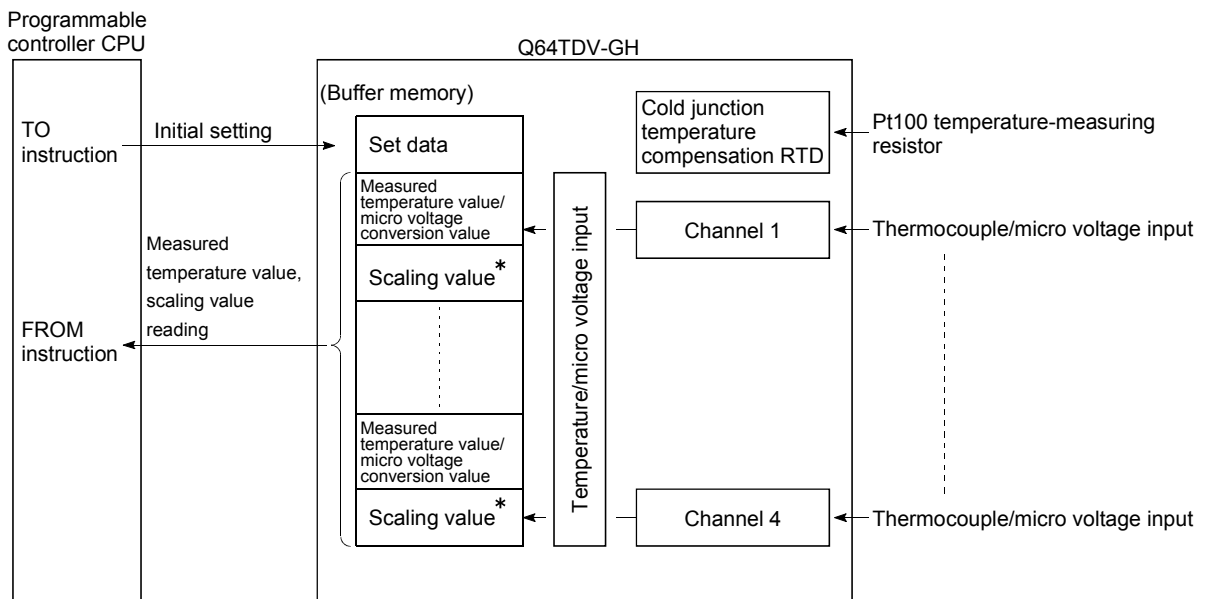 Programmable
controller CPU
Q64TDV-GH
(Buffer memory)
TO
instruction
Initial setting
Set data
Cold junction
temperature
compensation RTD
Pt100 temperature-measuring
resistor
Measured
temperature value/
micro voltage
conversion value
Temperature/micro voltage input
Channel 1
Thermocouple/micro voltage input
Measured
temperature value,
scaling value
reading
Scaling value*
FROM
instruction
Measured
temperature value/
micro voltage
conversion value
Scaling value*
Channel 4
Thermocouple/micro voltage input